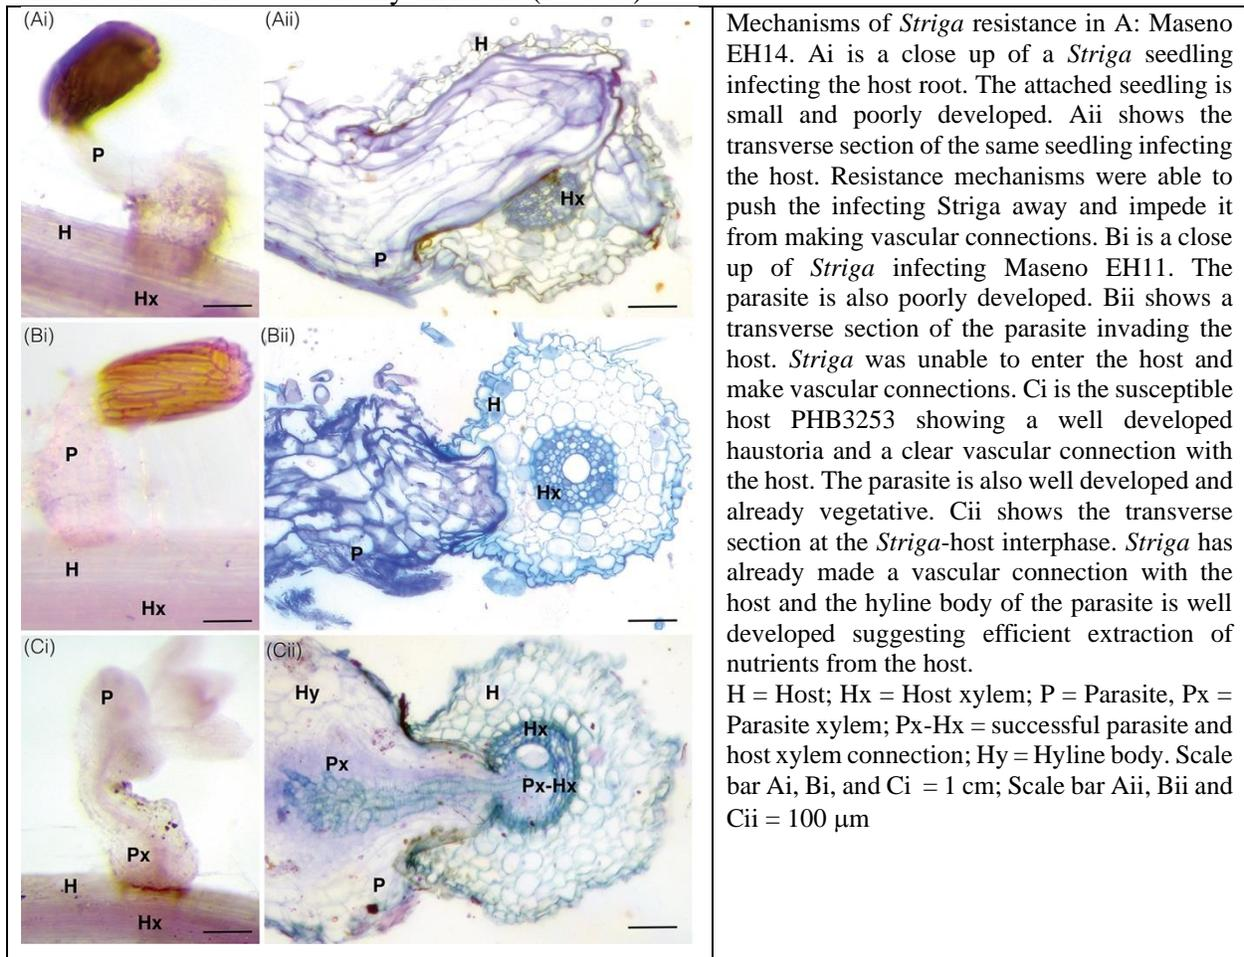 (Ai)
P
H
Hx
(Aii)
H
Hx
P
(Bi)
P
H
Hx
(Bii)
H
Hx
P
(Ci)
P
Px
H
Hx
(Cii)
Hy
H
Hx
Px
Px-Hx
P
Mechanisms of Striga resistance in A: Maseno
EH14. Ai is a close up of a Striga seedling
infecting the host root. The attached seedling is
small and poorly developed. Aii shows the
transverse section of the same seedling infecting
the host. Resistance mechanisms were able to
push the infecting Striga away and impede it
from making vascular connections. Bi is a close
up of Striga infecting Maseno EH11. The
parasite is also poorly developed. Bii shows a
transverse section of the parasite invading the
host. Striga was unable to enter the host and
make vascular connections. Ci is the susceptible
host PHB3253 showing a well developed
haustoria and a clear vascular connection with
the host. The parasite is also well developed and
already vegetative. Cii shows the transverse
section at the Striga-host interphase. Striga has
already made a vascular connection with the
host and the hyline body of the parasite is well
developed suggesting efficient extraction of
nutrients from the host.
H = Host; Hx = Host xylem; P = Parasite, Px =
Parasite xylem; Px-Hx = successful parasite and
host xylem connection; Hy = Hyline body. Scale
bar Ai, Bi, and Ci = 1 cm; Scale bar Aii, Bii and
Cii = 100 µm